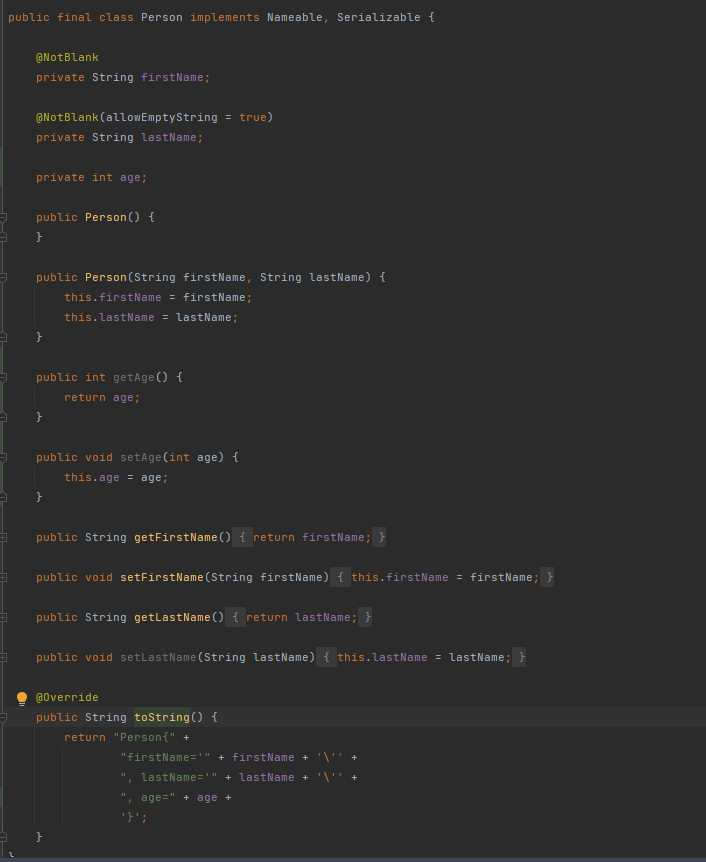 public final class Person implements Nameable, Serializable {
@NotBlank
private String firstName;
@NotBlank(allowEmptyString = true)
private String lastName;
private int age;
public Person() {
}
public Person(String firstName, String lastName) {
this.firstName = firstName;
this.lastName = lastName;
}
public int getAge() {
return age;
}
public void setAge(int age) {
this.age = age;
}
public String getFirstName() { return firstName; }
public void setFirstName(String firstName) { this.firstName = firstName; }
public String getLastName() { return lastName; }
public void setLastName(String lastName) { this.lastName = lastName; }
@Override
public String toString() {
return "Person{" +
"firstName='" + firstName + '\'' +
", lastName='" + lastName + '\'' +
", age=" + age +
'}';
}
}